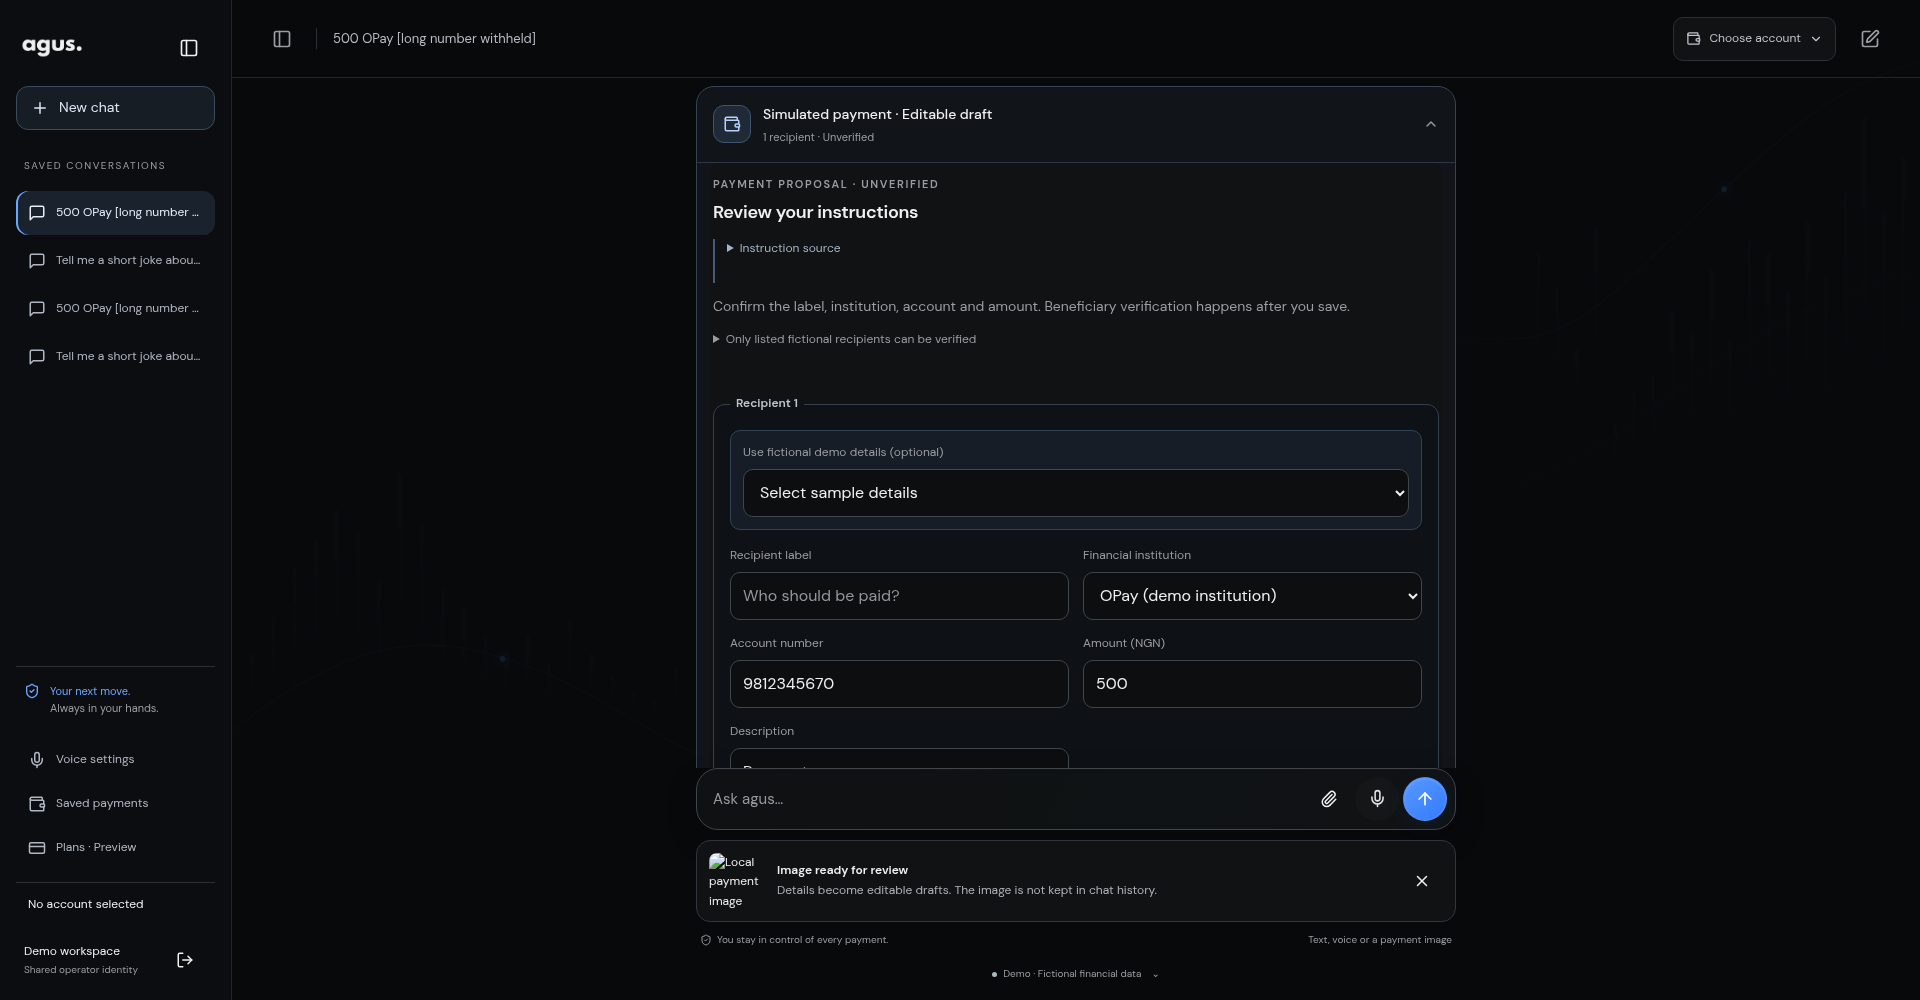 agus.
New chat
SAVED CONVERSATIONS
500 OPay [long number ...
Tell me a short joke abou...
500 OPay [long number ...
Tell me a short joke abou...
Your next move.
Always in your hands.
Voice settings
Saved payments
Plans · Preview
No account selected
Demo workspace
Shared operator identity
500 OPay [long number withheld]
Choose account
Simulated payment · Editable draft
1 recipient · Unverified
PAYMENT PROPOSAL · UNVERIFIED
Review your instructions
Instruction source
Confirm the label, institution, account and amount. Beneficiary verification happens after you save.
Only listed fictional recipients can be verified
Recipient 1
Use fictional demo details (optional)
Select sample details
Recipient label
Financial institution
Who should be paid?
OPay (demo institution)
Account number
Amount (NGN)
9812345670
500
Description
Ask agus...
Local payment image
Image ready for review
Details become editable drafts. The image is not kept in chat history.
You stay in control of every payment.
Text, voice or a payment image
Demo · Fictional financial data